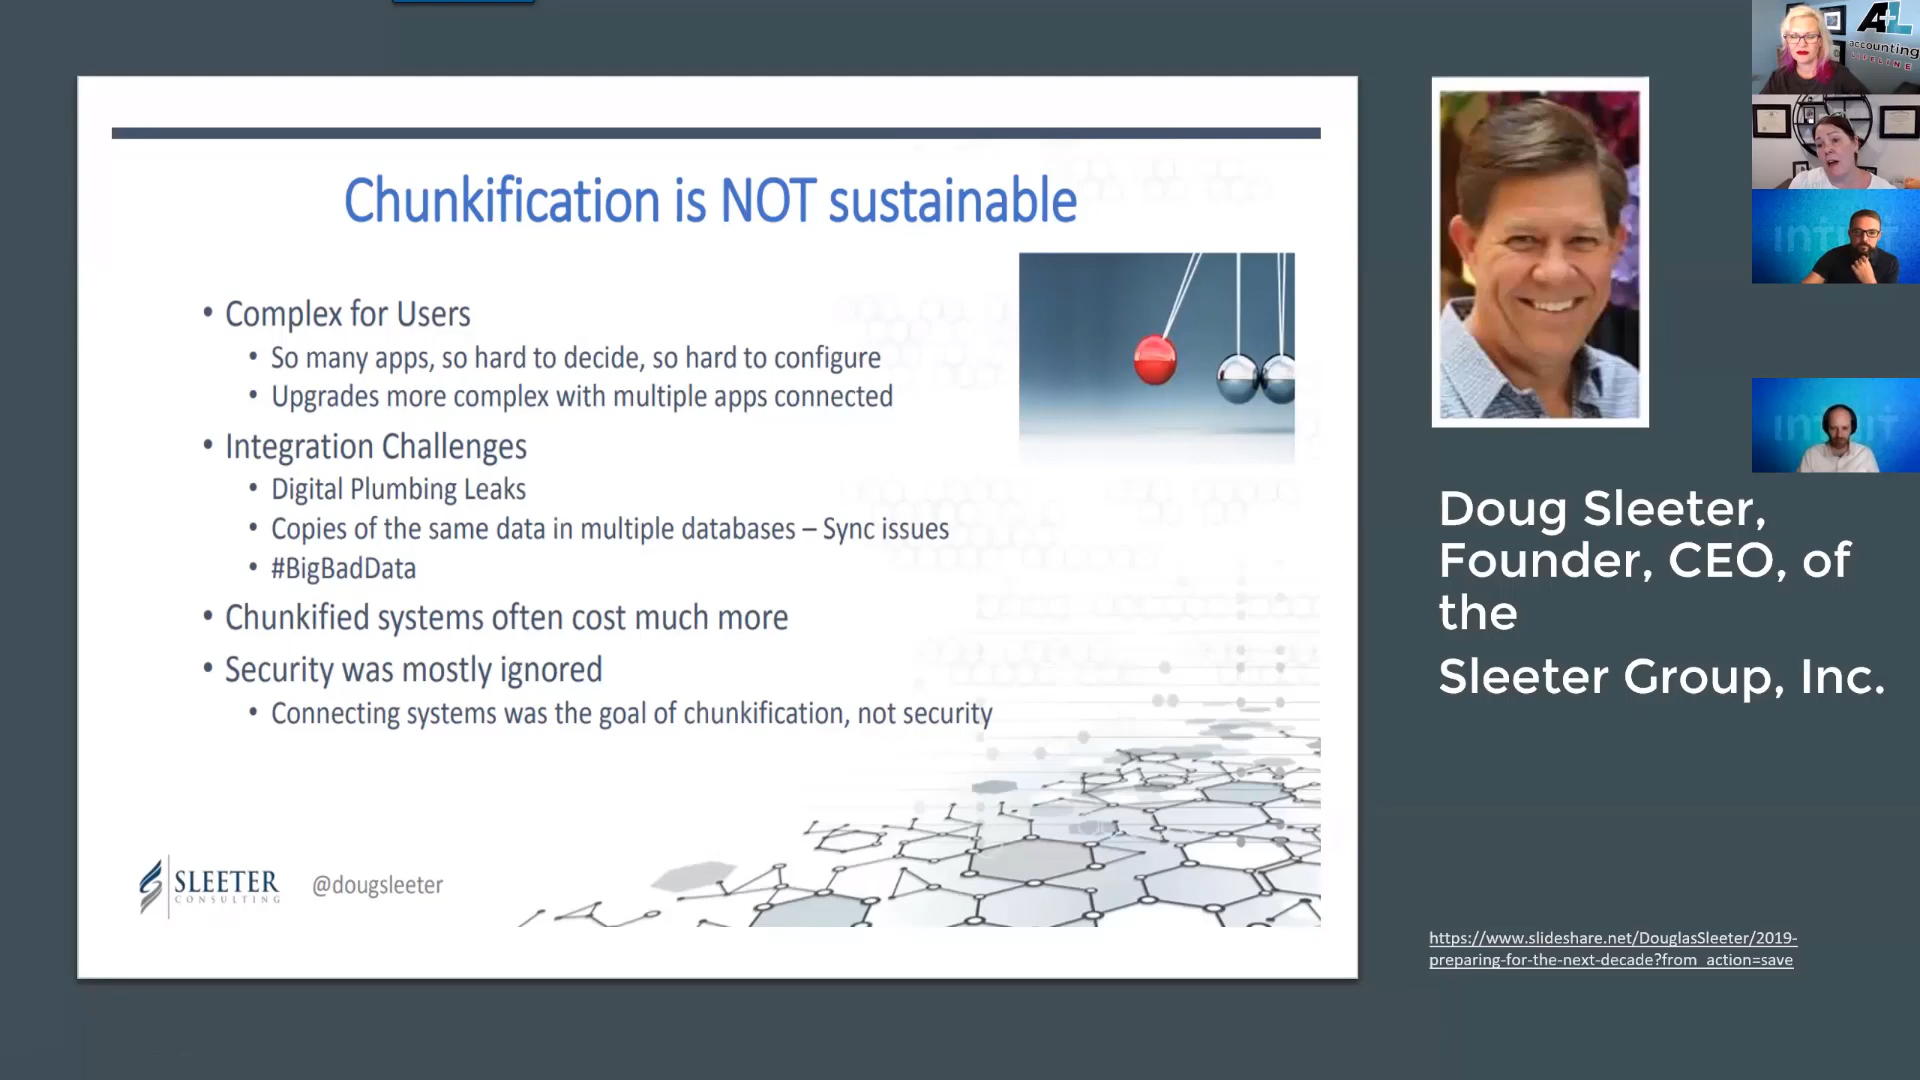 Chunkification is NOT sustainable
• Complex for Users
• So many apps, so hard to decide, so hard to configure
• Upgrades more complex with multiple apps connected
• Integration Challenges
• Digital Plumbing Leaks
• Copies of the same data in multiple databases – Sync issues
• #BigBadData
• Chunkified systems often cost much more
• Security was mostly ignored
• Connecting systems was the goal of chunkification, not security
SLEETER
CONSULTING
@dougsleeter
Doug Sleeter,
Founder, CEO, of
the
Sleeter Group, Inc.
https://www.slideshare.net/DouglasSleeter/2019-
preparing-for-the-next-decade?from_action=save
A+L
accounting
LIFELINE
intuit
intuit